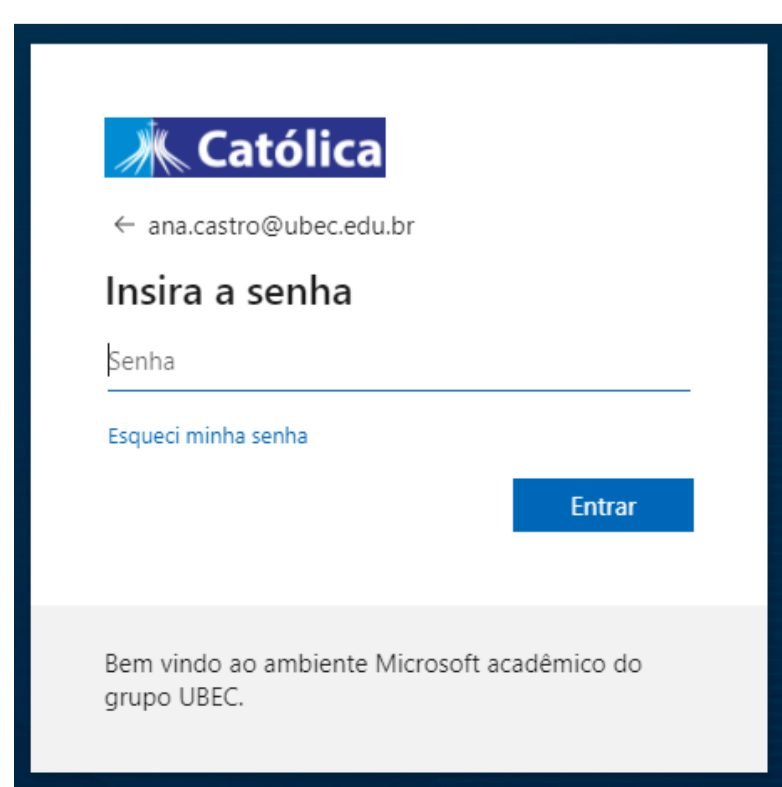 Católica
← ana.castro@ubec.edu.br
Insira a senha
Senha
Esqueci minha senha
Entrar
Bem vindo ao ambiente Microsoft acadêmico do
grupo UBEC.